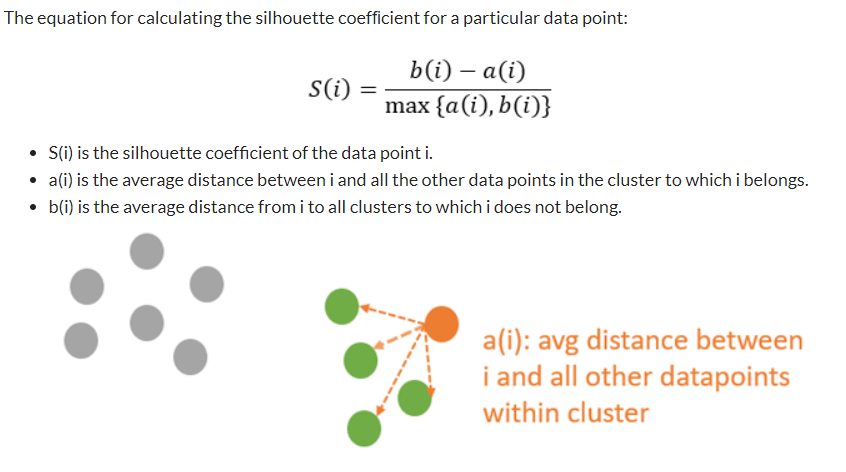 The equation for calculating the silhouette coefficient for a particular data point:
S(i) = b(i) − a(i) / max {a(i), b(i)}
• S(i) is the silhouette coefficient of the data point i.
• a(i) is the average distance between i and all the other data points in the cluster to which i belongs.
• b(i) is the average distance from i to all clusters to which i does not belong.
a(i): avg distance between
i and all other datapoints
within cluster